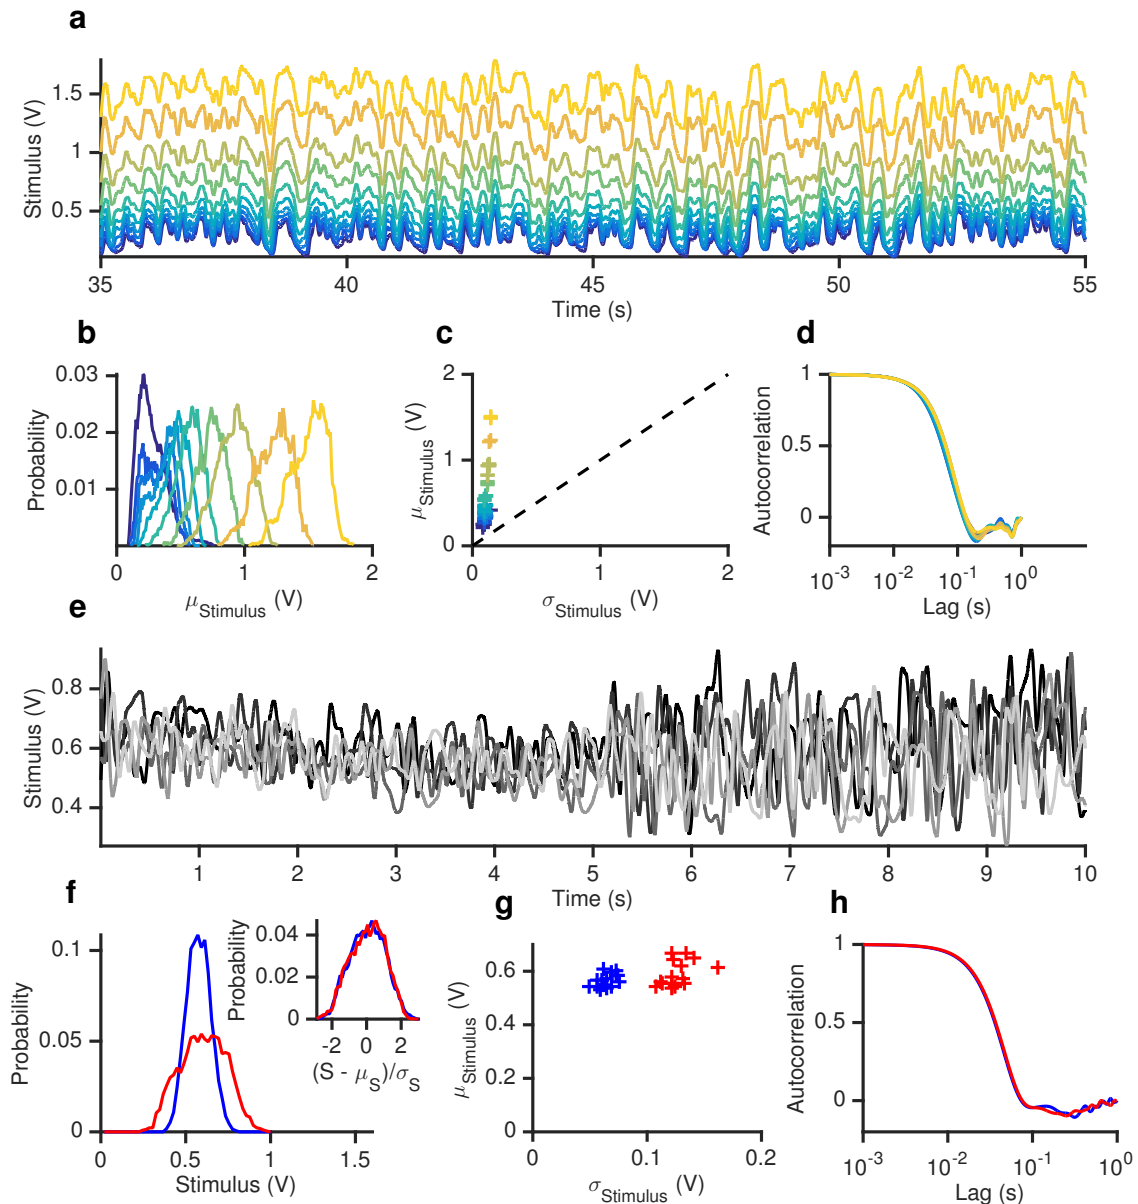 a
Stimulus (V)
1.5
1
0.5
35
40
45
50
55
Time (s)
b
Probability
0.03
0.02
0.01
0
1
2
μStimulus (V)
c
μStimulus (V)
2
1
0
0
1
2
σStimulus (V)
d
Autocorrelation
1
0.5
0
10^-3
10^-2
10^-1
10^0
Lag (s)
e
Stimulus (V)
0.8
0.6
0.4
1
2
3
4
5
6
7
8
9
10
Time (s)
f
Probability
0.1
0.05
0
0
0.5
1
1.5
Stimulus (V)
Probability
0.04
0.02
0
-2
0
2
(S - μS)/σS
g
μStimulus (V)
0.6
0.4
0.2
0
0
0.1
0.2
σStimulus (V)
h
Autocorrelation
1
0.5
0
10^-3
10^-2
10^-1
10^0
Lag (s)